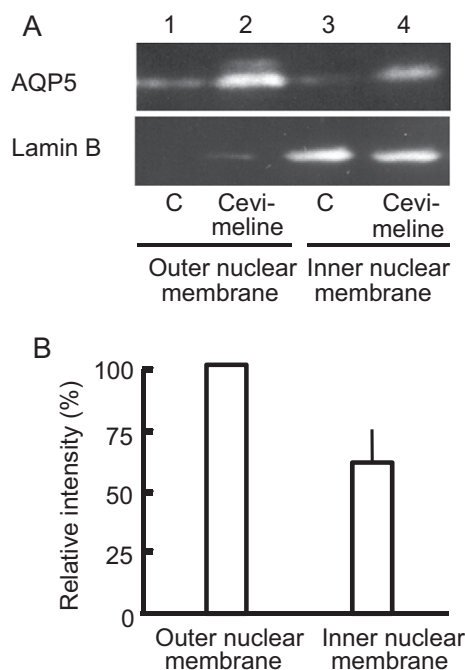 A
1 2 3 4
AQP5
Lamin B
C Cevi- C Cevi-
meline meline
Outer nuclear Inner nuclear
membrane membrane
B
Relative intensity (%)
100
75
50
25
0
Outer nuclear Inner nuclear
membrane membrane